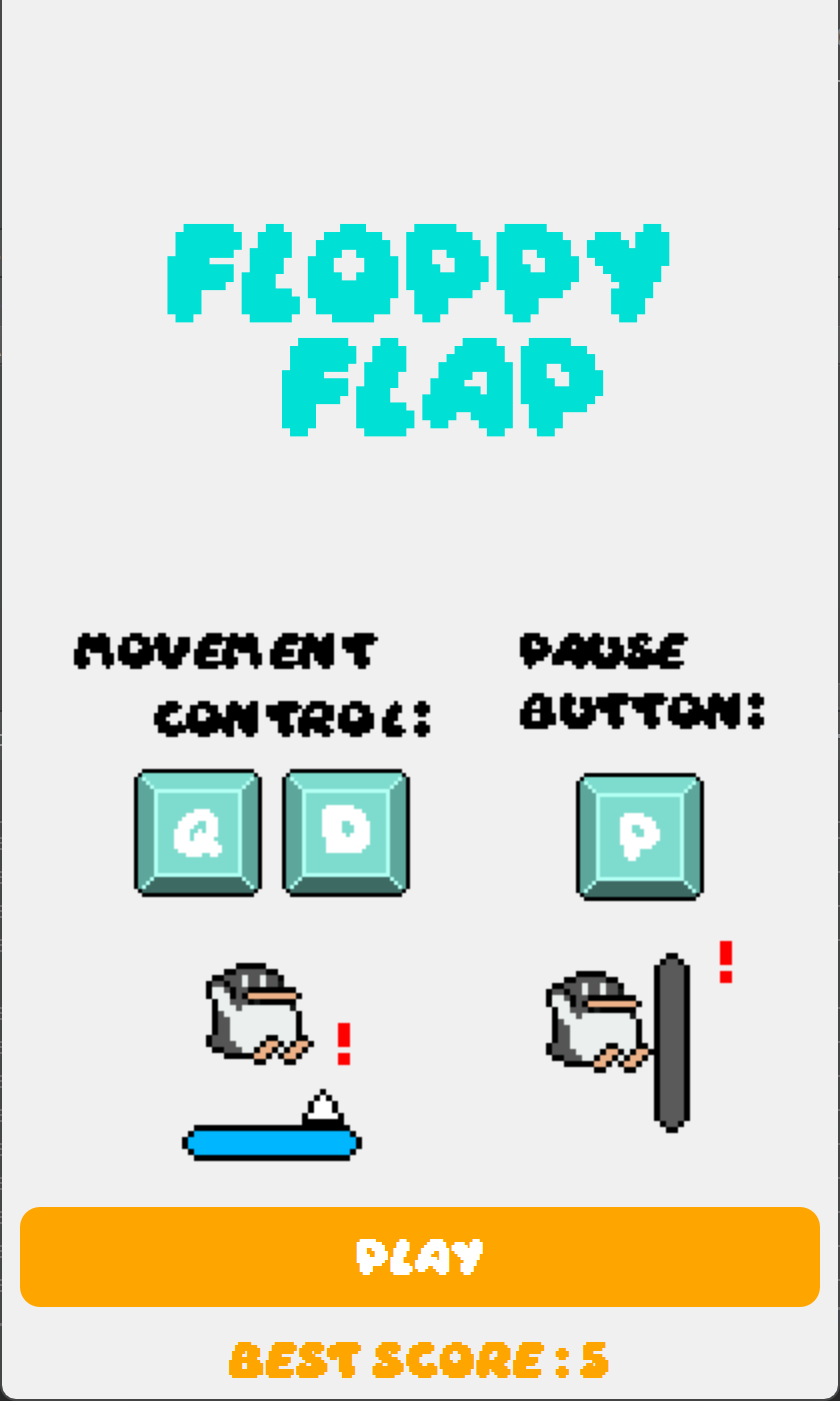 FLOPPY
FLAP
MOVEMENT
CONTROL:
PAUSE
BUTTON:
Q D
P
!
!
PLAY
BEST SCORE : 5